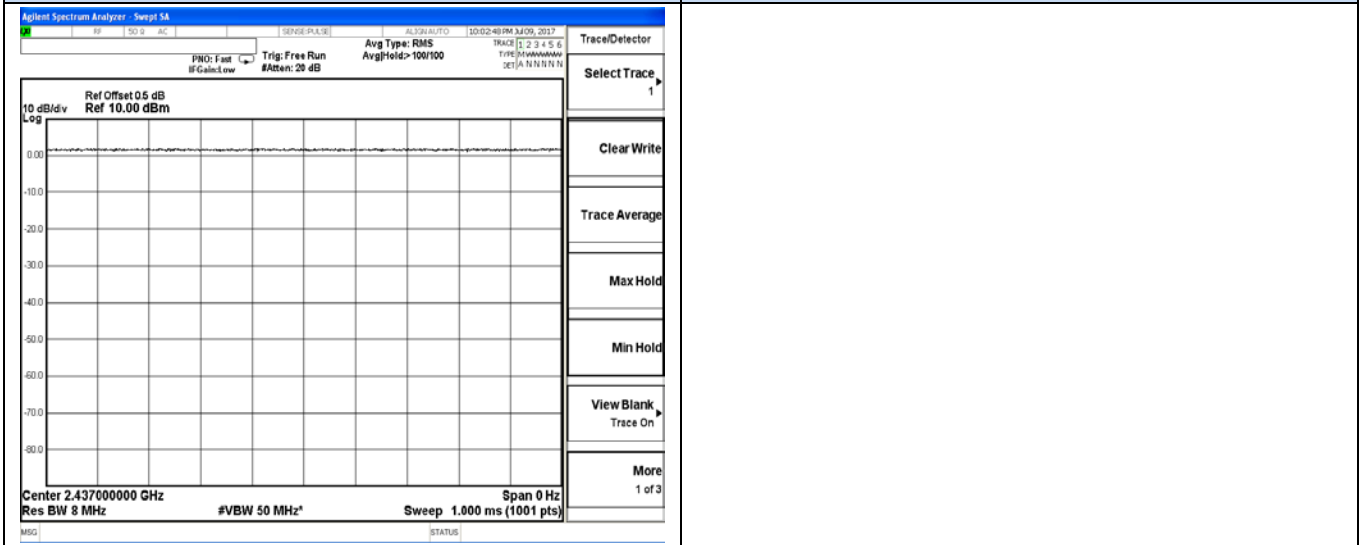 Agilent Spectrum Analyzer - Swept SA
RF 50 Ω AC SENSE:PULSE ALIGN AUTO 10:02:48 PM Jul 09, 2017
PNO: Fast Trig: Free Run Avg Type: RMS TRACE 1 2 3 4 5 6
IFGain:Low #Atten: 20 dB Avg|Hold:>100/100 TYPE MWWWWW
DET A N N N N N
Ref Offset 0.5 dB
10 dB/div Ref 10.00 dBm
Log
0.00
-10.0
-20.0
-30.0
-40.0
-50.0
-60.0
-70.0
-80.0
Center 2.437000000 GHz Span 0 Hz
Res BW 8 MHz #VBW 50 MHz* Sweep 1.000 ms (1001 pts)
MSG STATUS
Trace/Detector
Select Trace
1
Clear Write
Trace Average
Max Hold
Min Hold
View Blank
Trace On
More
1 of 3